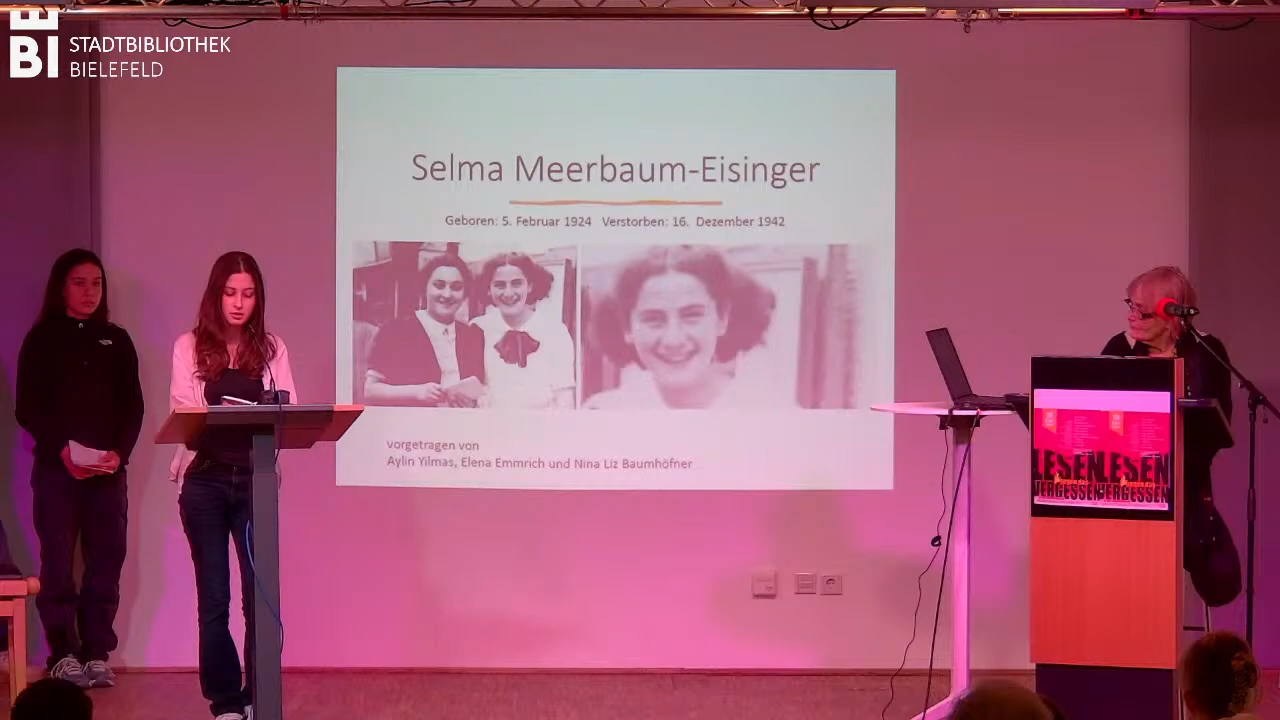 BI STADTBIBLIOTHEK
BIELEFELD
Selma Meerbaum-Eisinger
Geboren: 5. Februar 1924 Verstorben: 16. Dezember 1942
vorgetragen von
Aylin Yilmas, Elena Emmrich und Nina Liz Baumhöfner
LESEN LESEN
VERGESSEN VERGESSEN